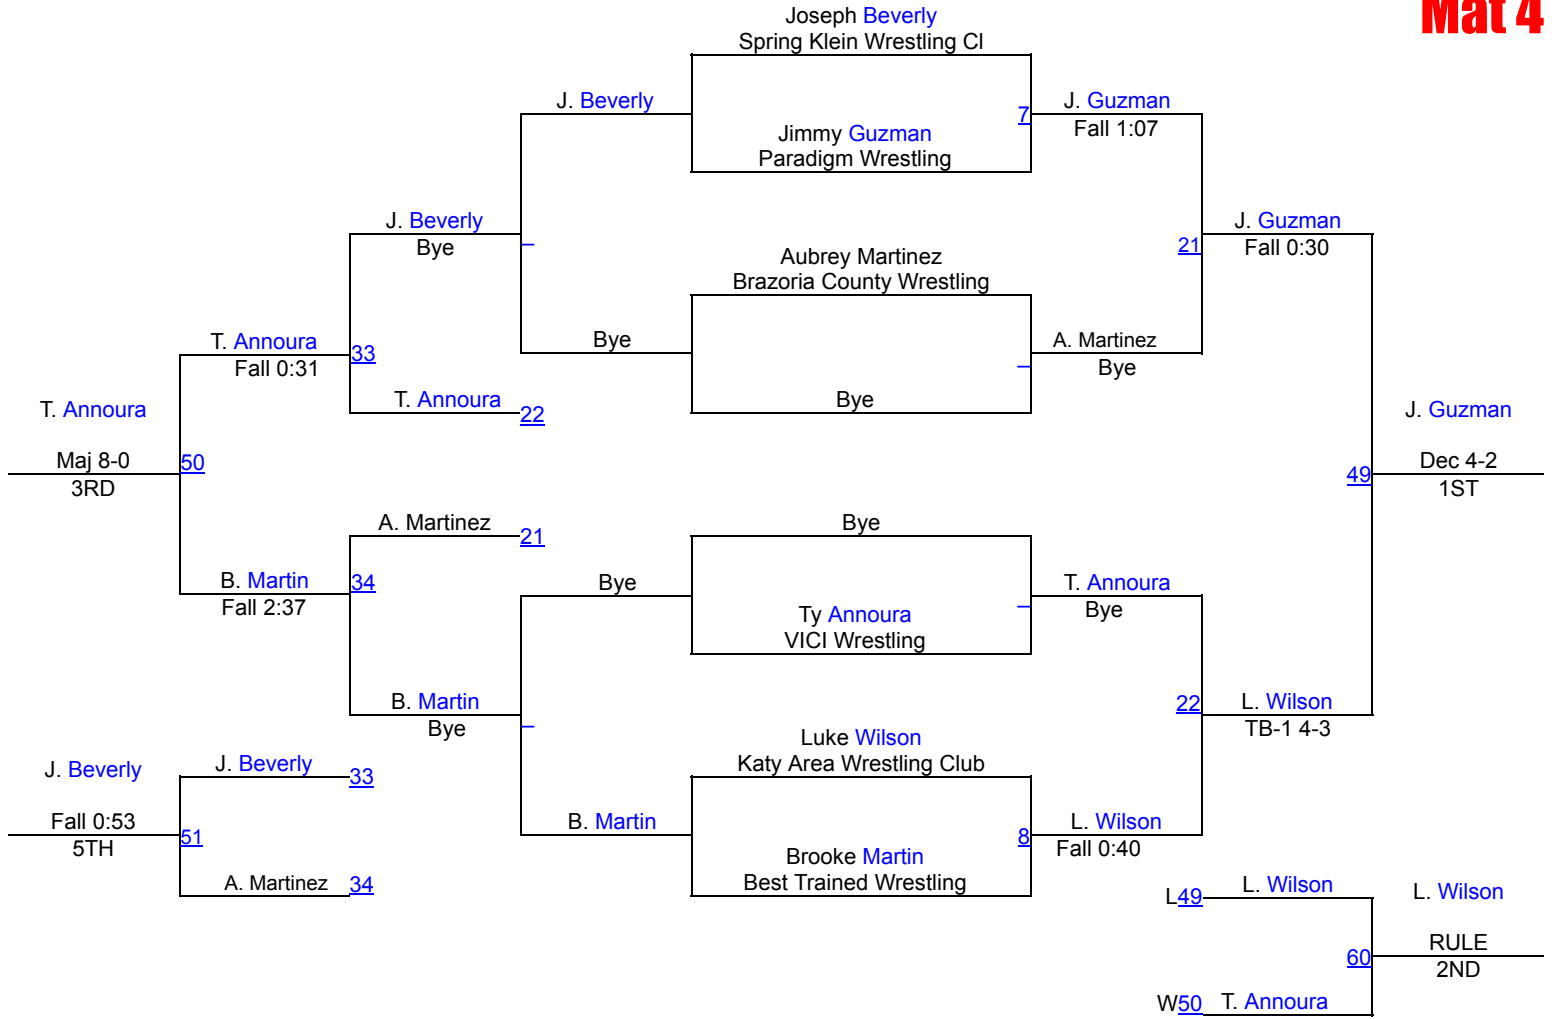 Mat 4
Joseph Beverly
Spring Klein Wrestling Cl
J. Beverly
7
J. Guzman
Fall 1:07
Jimmy Guzman
Paradigm Wrestling
J. Beverly
Bye
21
J. Guzman
Fall 0:30
Aubrey Martinez
Brazoria County Wrestling
T. Annoura
Fall 0:31
33
Bye
A. Martinez
Bye
T. Annoura
22
Bye
T. Annoura
Maj 8-0
3RD
50
J. Guzman
49
Dec 4-2
1ST
A. Martinez
21
Bye
B. Martin
Fall 2:37
34
Bye
T. Annoura
Bye
Ty Annoura
VICI Wrestling
B. Martin
Bye
22
L. Wilson
TB-1 4-3
Luke Wilson
Katy Area Wrestling Club
J. Beverly
J. Beverly
33
Fall 0:53
5TH
51
B. Martin
8
L. Wilson
Fall 0:40
Brooke Martin
Best Trained Wrestling
A. Martinez
34
L49
L. Wilson
L. Wilson
60
RULE
2ND
W50
T. Annoura